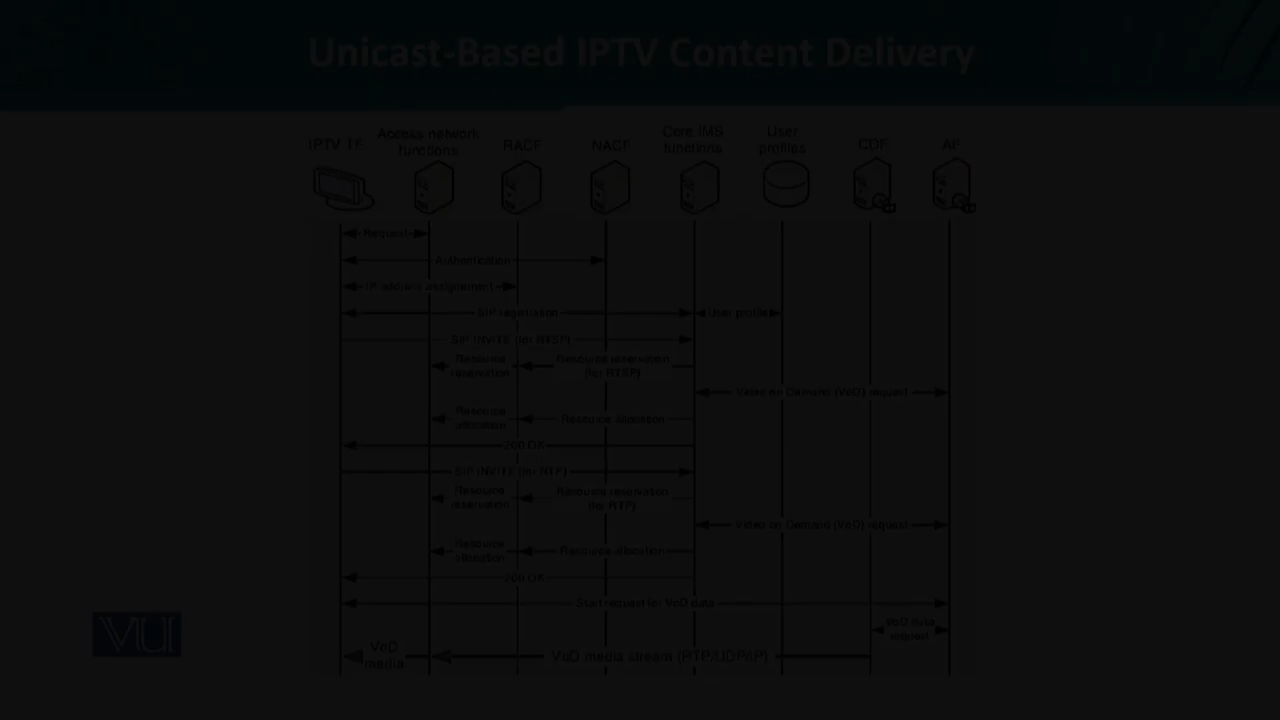 Unicast-Based IPTV Content Delivery
IPTV TF
Access network
functions
RACF
NACF
Core IMS
functions
User
profiles
CDF
AF
Request
Authentication
IP address assignement
SIP registration
User profile
SIP INVITE (for RTSP)
Resource
reservation
Resource reservation
(for RTSP)
Video on Demand (VoD) request
Resource
allocation
Resource allocation
200 OK
SIP INVITE (for RTP)
Resource
reservation
Resource reservation
(for RTP)
Video on Demand (VoD) request
Resource
allocation
Resource allocation
200 OK
Start request for VoD data
VoD data
request
VoD
media
VoD media stream (RTP/UDP/IP)
VU